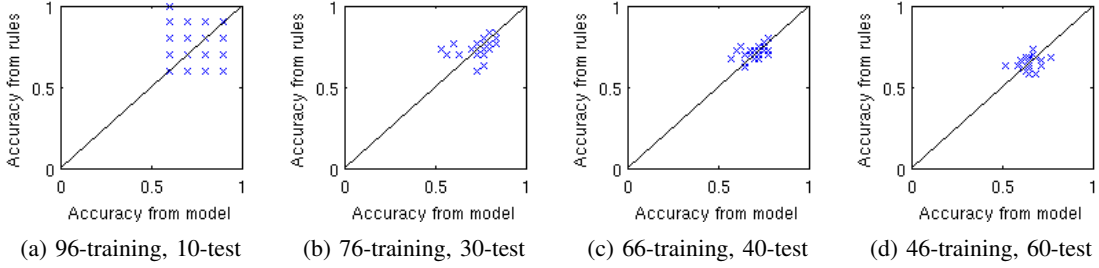 Accuracy from rules
1
0.5
0
0
0.5
1
Accuracy from model
(a) 96-training, 10-test
Accuracy from rules
1
0.5
0
0
0.5
1
Accuracy from model
(b) 76-training, 30-test
Accuracy from rules
1
0.5
0
0
0.5
1
Accuracy from model
(c) 66-training, 40-test
Accuracy from rules
1
0.5
0
0
0.5
1
Accuracy from model
(d) 46-training, 60-test